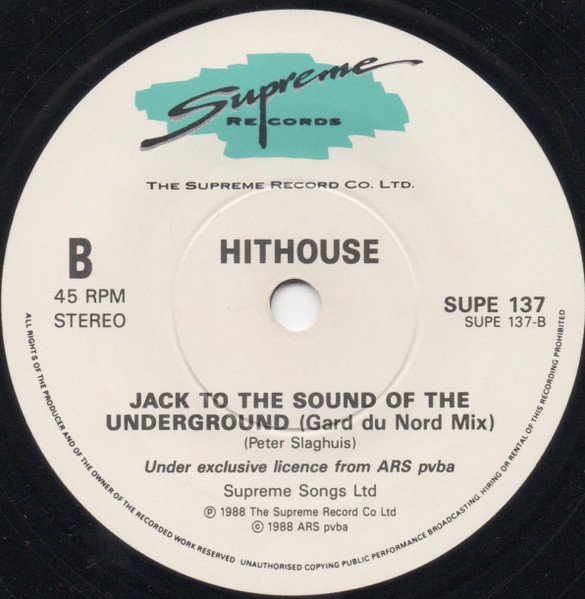 Supreme
RECORDS
THE SUPREME RECORD CO. LTD.
B
HITHOUSE
45 RPM
STEREO
SUPE 137
SUPE 137-B
JACK TO THE SOUND OF THE
UNDERGROUND (Gard du Nord Mix)
(Peter Slaghuis)
Under exclusive licence from ARS pvba
Supreme Songs Ltd
℗ 1988 The Supreme Record Co Ltd
© 1988 ARS pvba
ALL RIGHTS OF THE PRODUCER AND OF THE OWNER OF THE RECORDED WORK RESERVED UNAUTHORISED COPYING PUBLIC PERFORMANCE BROADCASTING HIRING OR RENTAL OF THIS RECORDING PROHIBITED